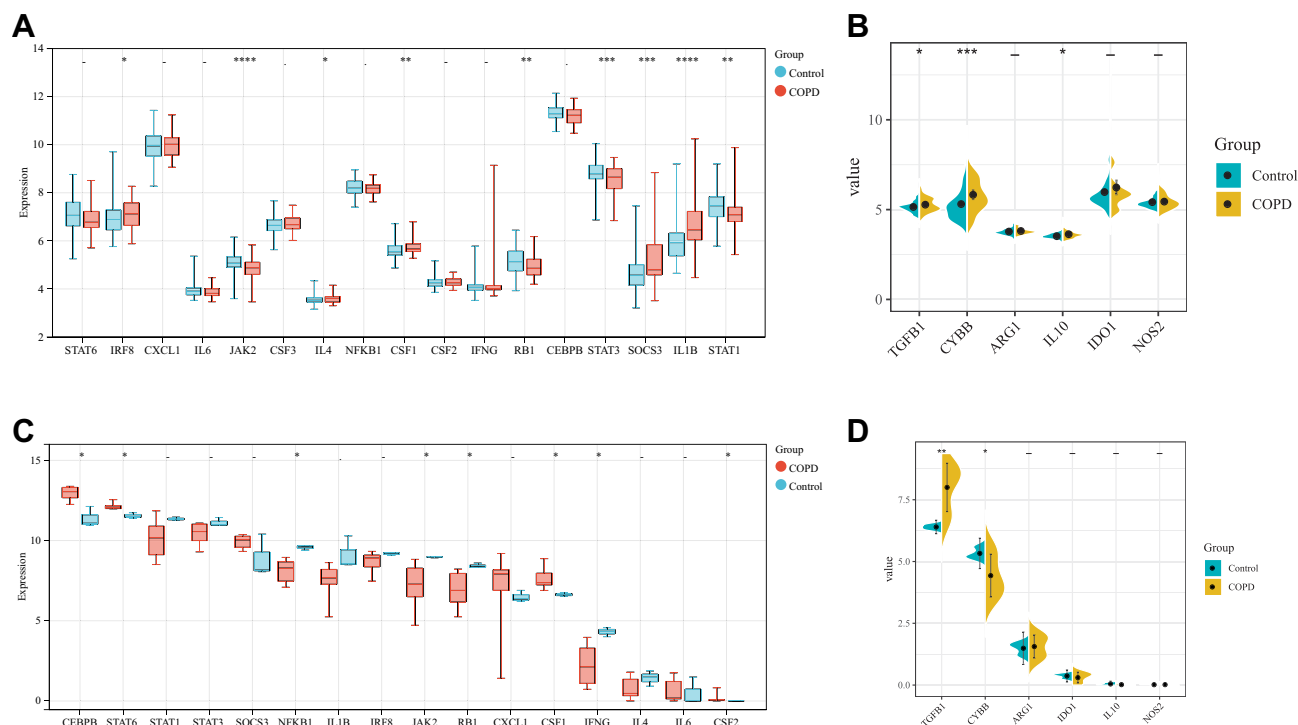 A
14
12
10
8
6
4
2
Expression
- * - - **** . * . ** - - ** . *** *** **** **
STAT6 IRF8 CXCL1 IL6 JAK2 CSF3 IL4 NFKB1 CSF1 CSF2 IFNG RB1 CEBPB STAT3 SOCS3 IL1B STAT1
Group
Control
COPD
B
10
5
0
value
* *** – * – –
TGFB1 CYBB ARG1 IL10 IDO1 NOS2
Group
Control
COPD
C
15
10
5
0
Expression
* * - - - * . - * * - * * - - *
CEBPB STAT6 STAT1 STAT3 SOCS3 NFKB1 IL1B IRF8 JAK2 RB1 CXCL1 CSF1 IFNG IL4 IL6 CSF2
Group
COPD
Control
D
7.5
5.0
2.5
0.0
value
** * – – – –
TGFB1 CYBB ARG1 IDO1 IL10 NOS2
Group
Control
COPD